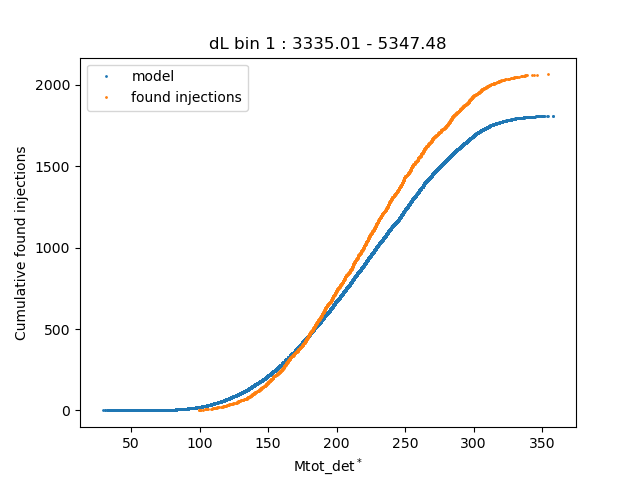 dL bin 1 : 3335.01 - 5347.48
model
found injections
2000
1500
1000
500
0
Cumulative found injections
50 100 150 200 250 300 350
Mtot_det*